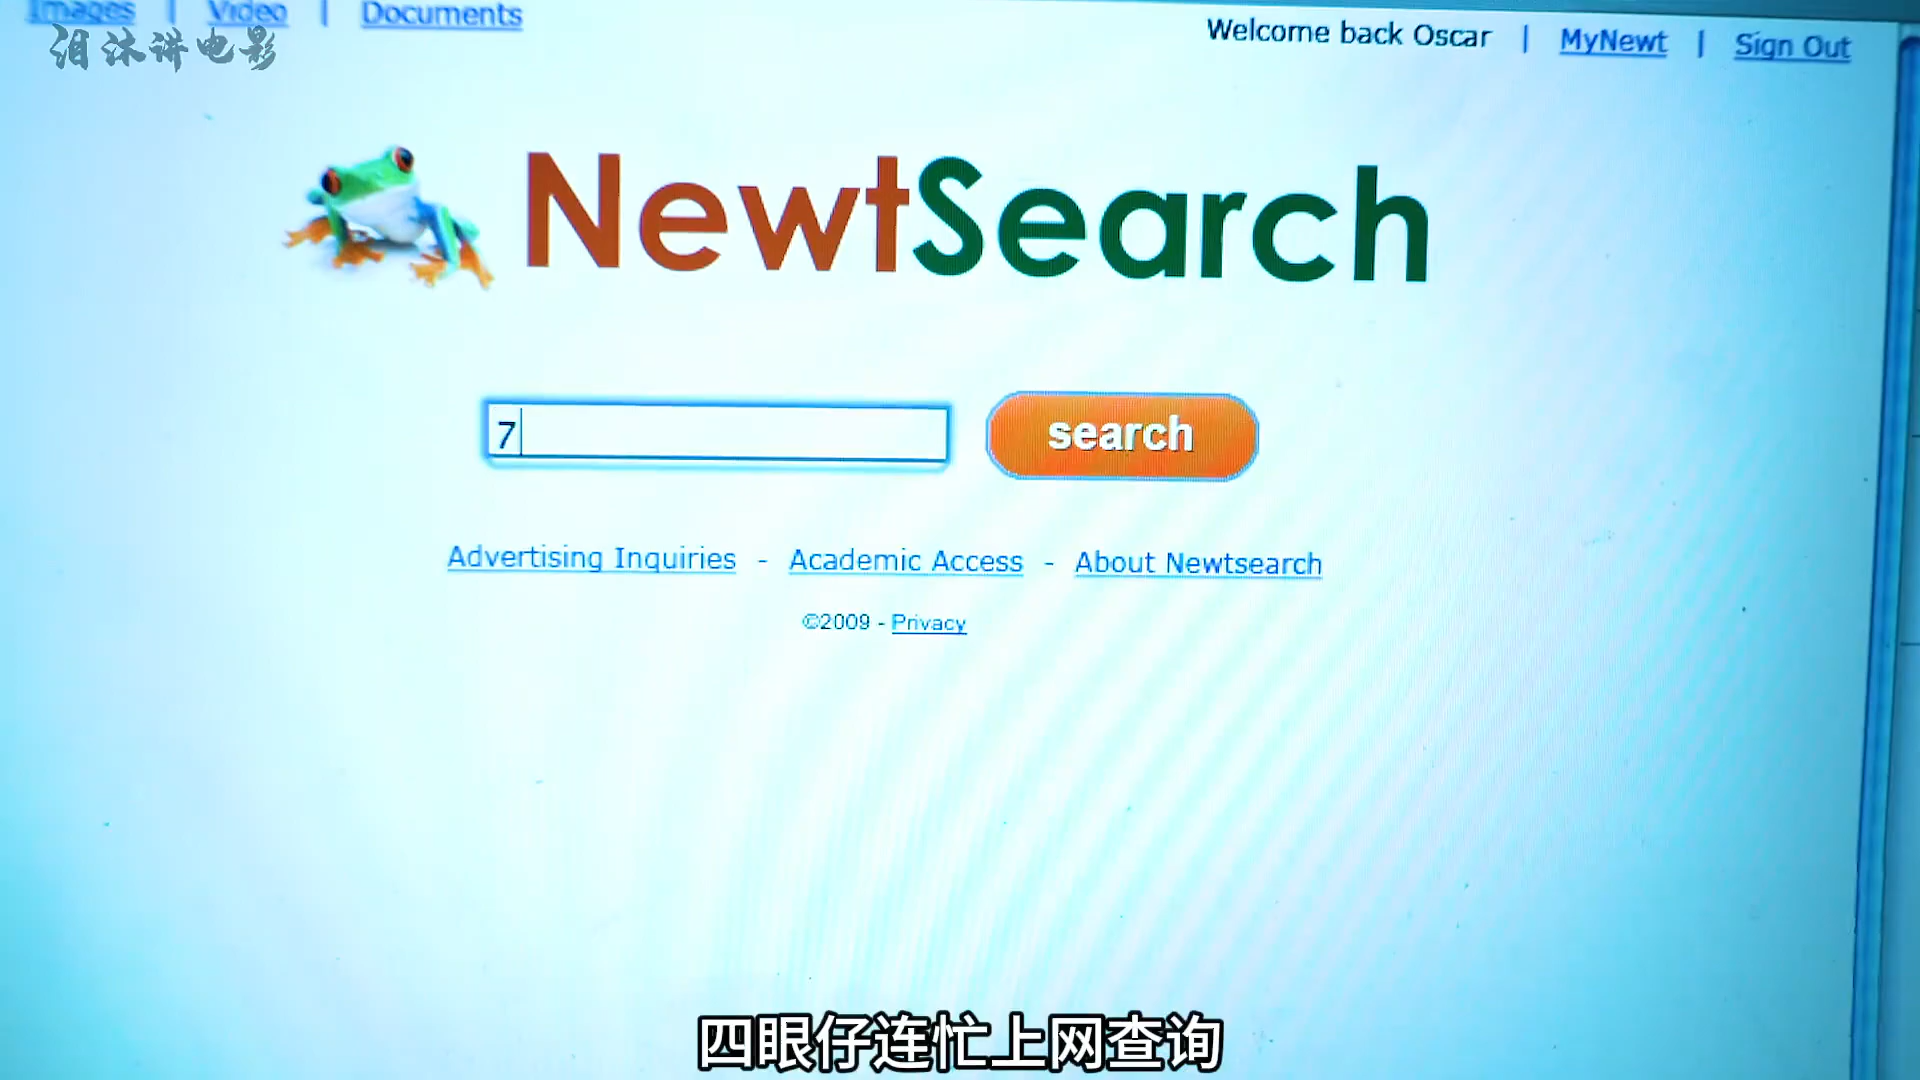 Images | Video | Documents
Welcome back Oscar | MyNewt | Sign Out
泪沐讲电影
NewtSearch
7
search
Advertising Inquiries - Academic Access - About Newtsearch
©2009 - Privacy
四眼仔连忙上网查询